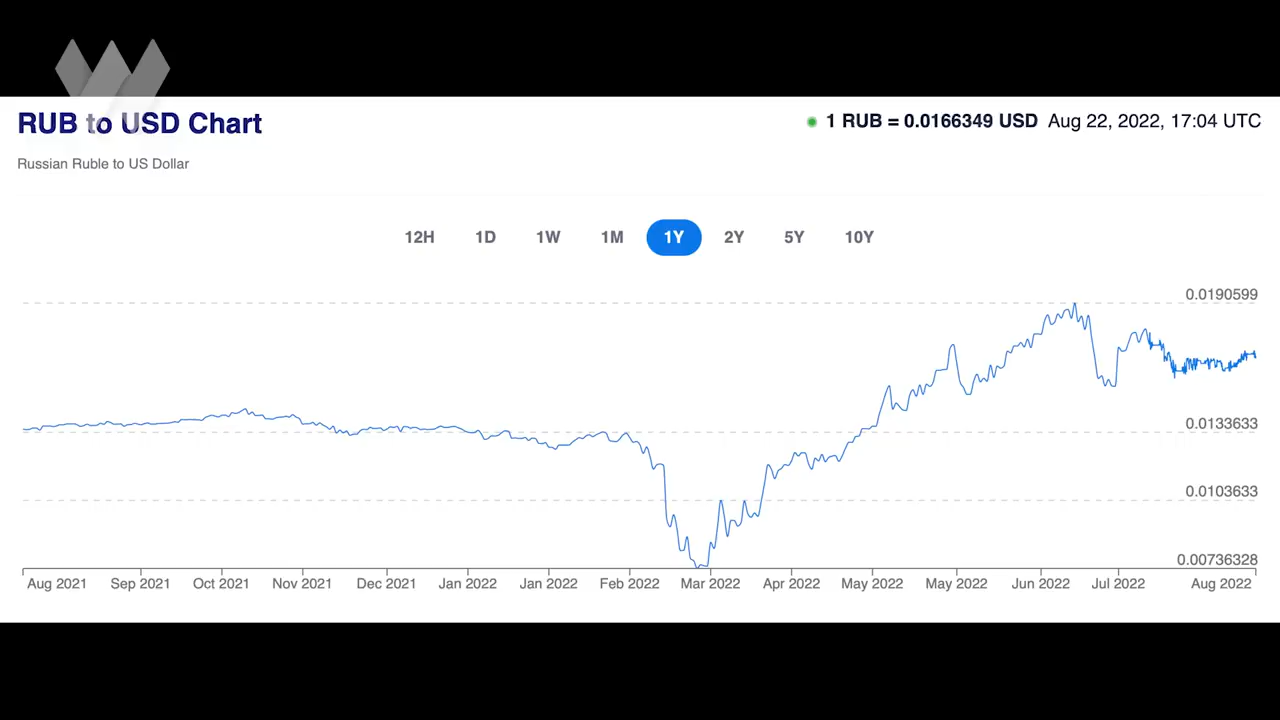 RUB to USD Chart
1 RUB = 0.0166349 USD Aug 22, 2022, 17:04 UTC
Russian Ruble to US Dollar
12H 1D 1W 1M 1Y 2Y 5Y 10Y
0.0190599
0.0133633
0.0103633
0.00736328
Aug 2021 Sep 2021 Oct 2021 Nov 2021 Dec 2021 Jan 2022 Jan 2022 Feb 2022 Mar 2022 Apr 2022 May 2022 May 2022 Jun 2022 Jul 2022 Aug 2022